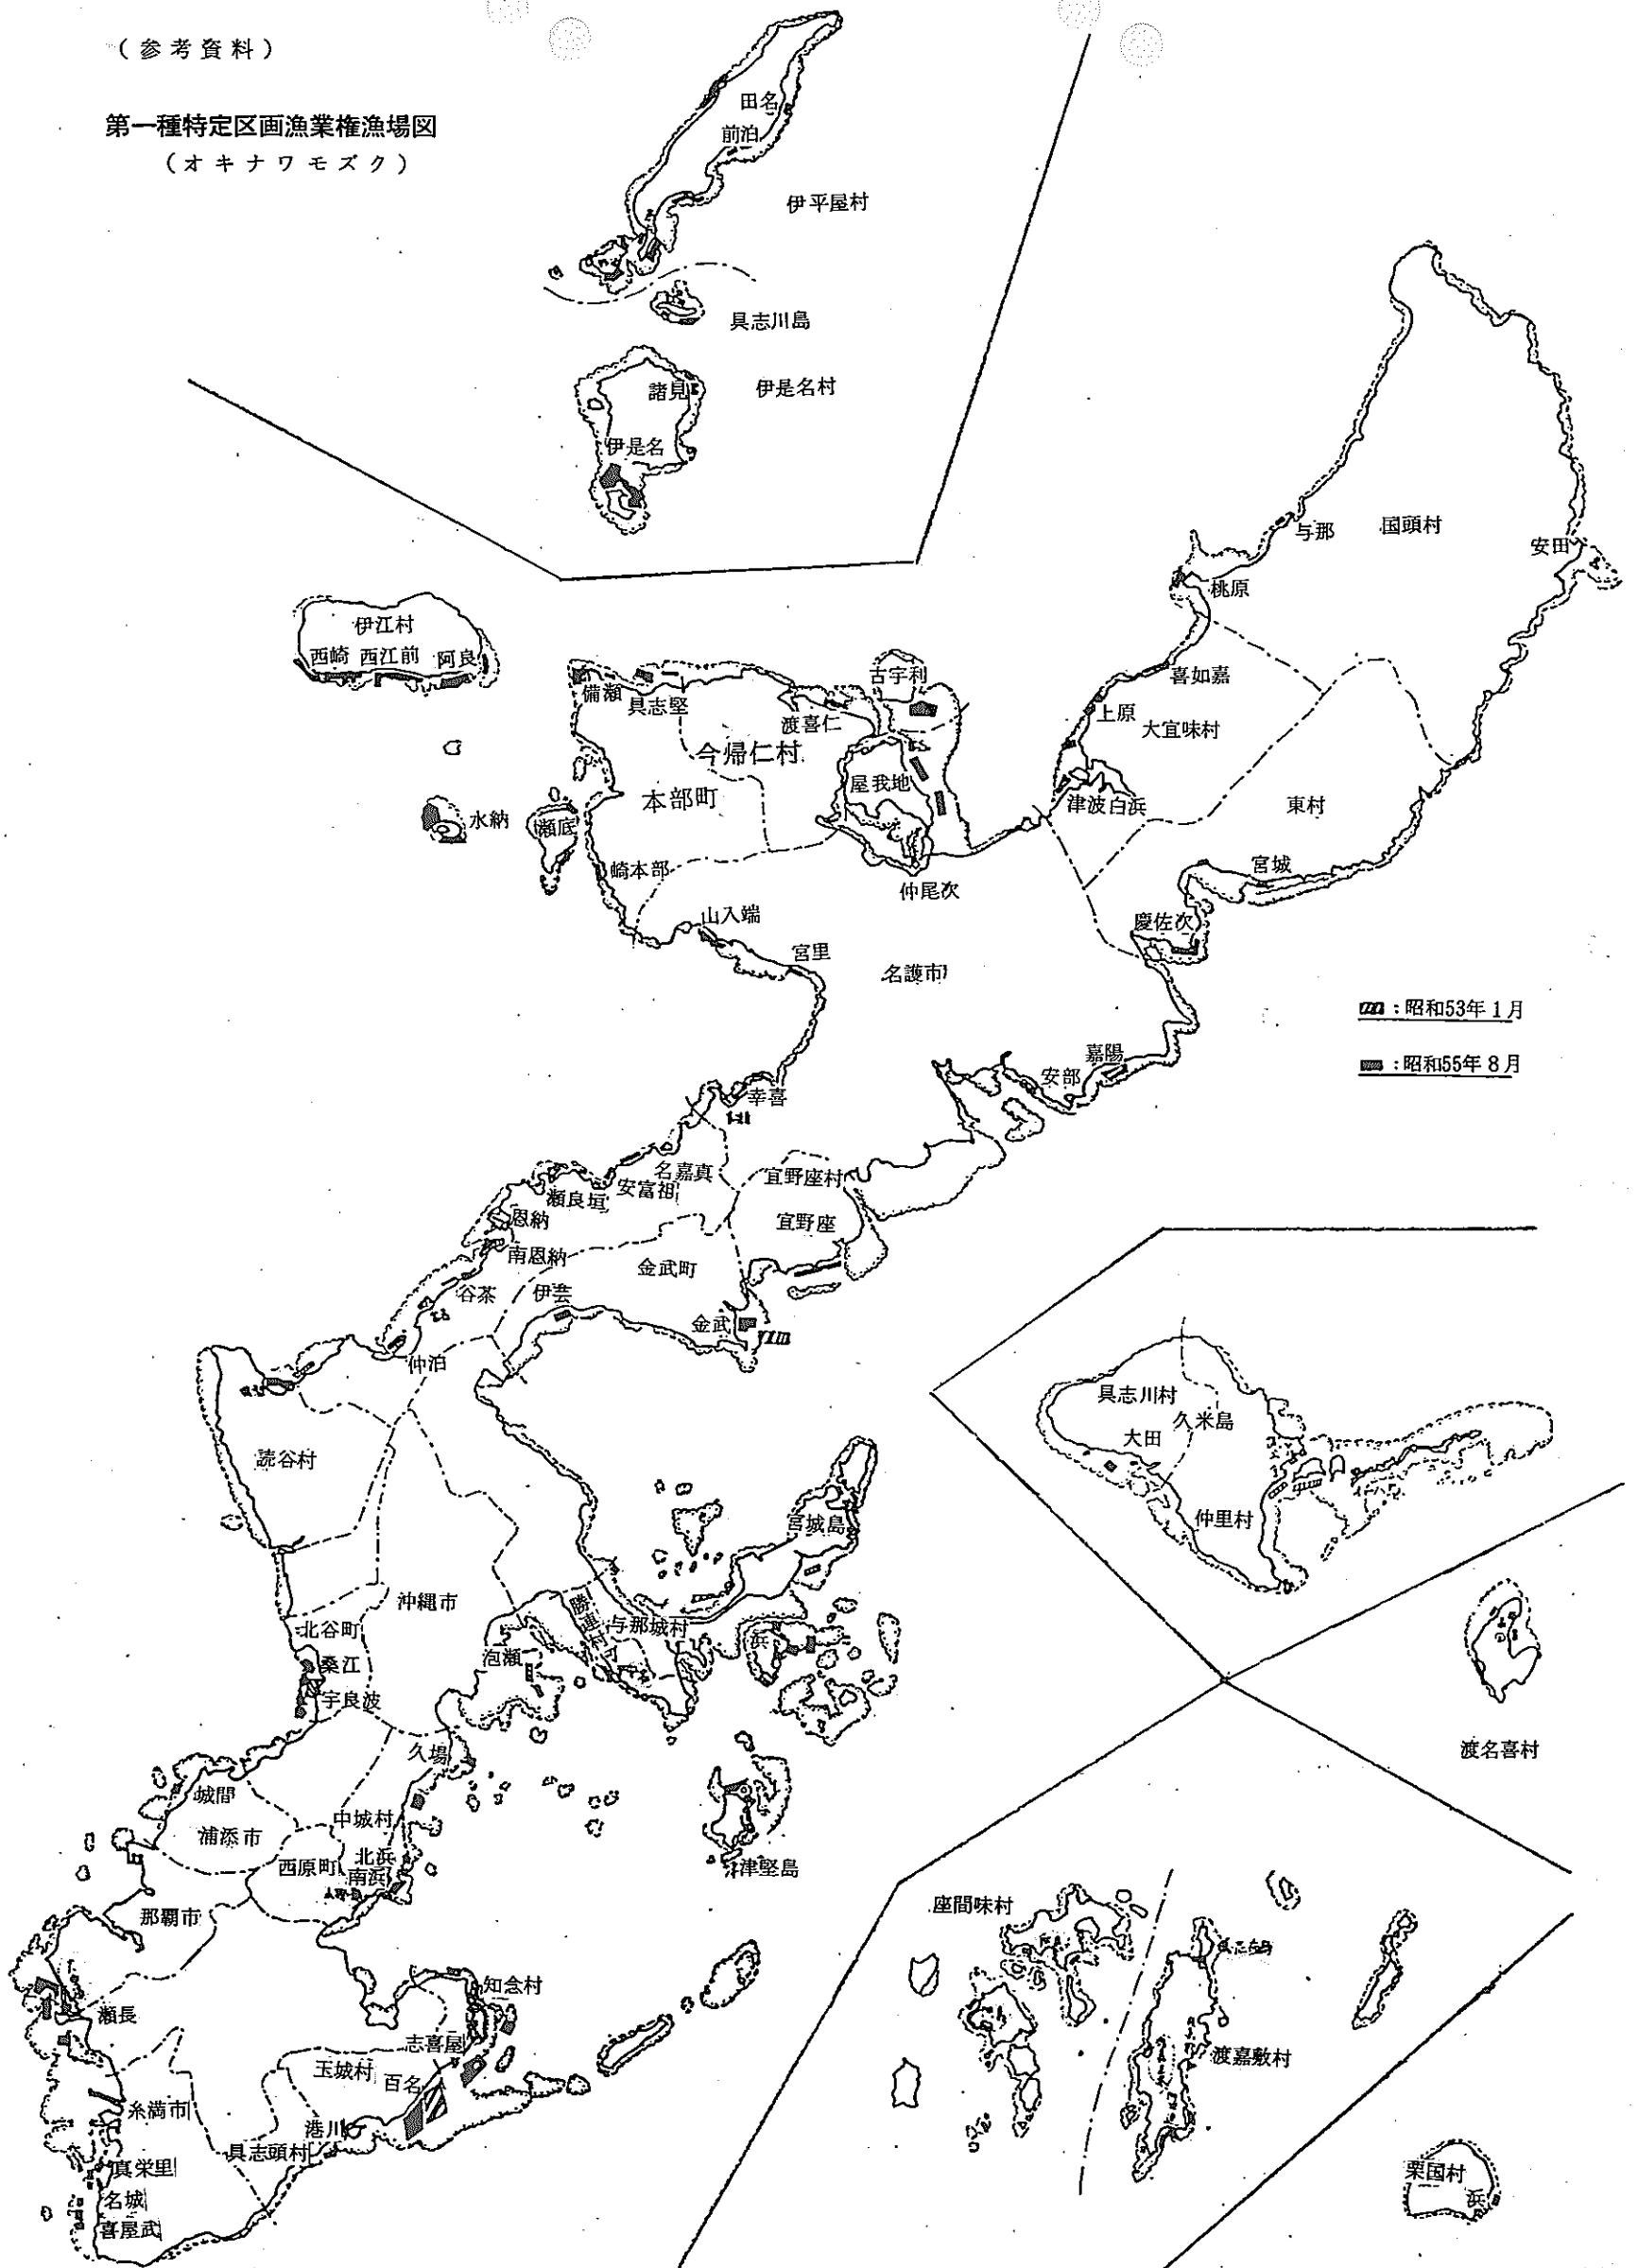 （参考資料）
第一種特定区画漁業権漁場図
（オキナワモズク）
田名
前泊
伊平屋村
具志川島
諸見
伊是名村
伊是名
与那
国頭村
安田
桃原
伊江村
西崎 西江前 阿良
備瀬
具志堅
古宇利
渡喜仁
今帰仁村
喜如嘉
上原
大宜味村
屋我地
本部町
水納
瀬底
津波白浜
東村
崎本部
仲尾次
宮城
山入端
慶佐次
宮里
名護市
：昭和53年1月
：昭和55年8月
嘉陽
安部
幸喜
名嘉真
安富祖
瀬良垣
宜野座村
恩納
宜野座
南恩納
金武町
谷茶
伊芸
金武
仲泊
具志川村
久米島
大田
仲里村
読谷村
宮城島
沖縄市
勝連村
与那城村
浜
北谷町
泡瀬
桑江
宇良波
久場
渡名喜村
城間
中城村
浦添市
北浜
西原町
南浜
津堅島
那覇市
座間味村
知念村
瀬長
志喜屋
渡嘉敷村
玉城村
百名
糸満市
港川
具志頭村
真栄里
名城
喜屋武
粟国村
浜